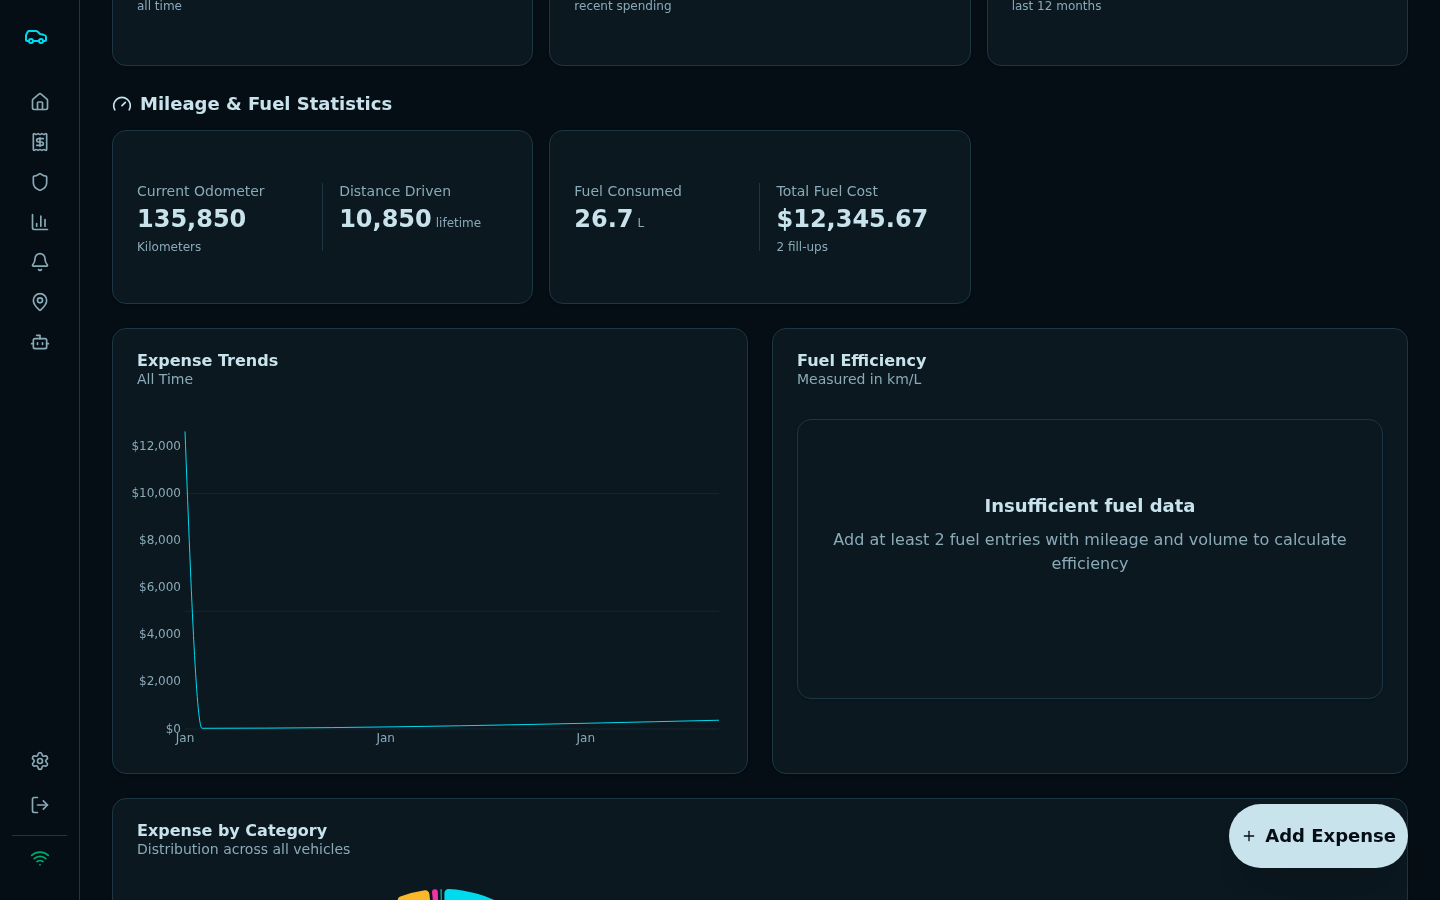 all time
recent spending
last 12 months
Mileage & Fuel Statistics
Current Odometer
135,850
Kilometers
Distance Driven
10,850 lifetime
Fuel Consumed
26.7 L
Total Fuel Cost
$12,345.67
2 fill-ups
Expense Trends
All Time
$12,000
$10,000
$8,000
$6,000
$4,000
$2,000
$0
Jan
Jan
Jan
Fuel Efficiency
Measured in km/L
Insufficient fuel data
Add at least 2 fuel entries with mileage and volume to calculate
efficiency
Expense by Category
Distribution across all vehicles
+ Add Expense